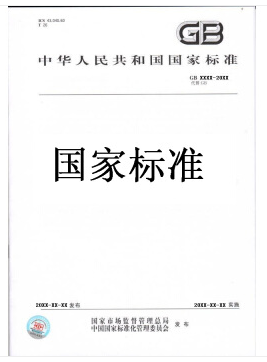 GB
中华人民共和国国家标准
GB XXXX-20XX
国家标准
20XX-XX-XX 发布
20XX-XX-XX 实施
国家市场监督管理总局
中国国家标准化管理委员会
发布